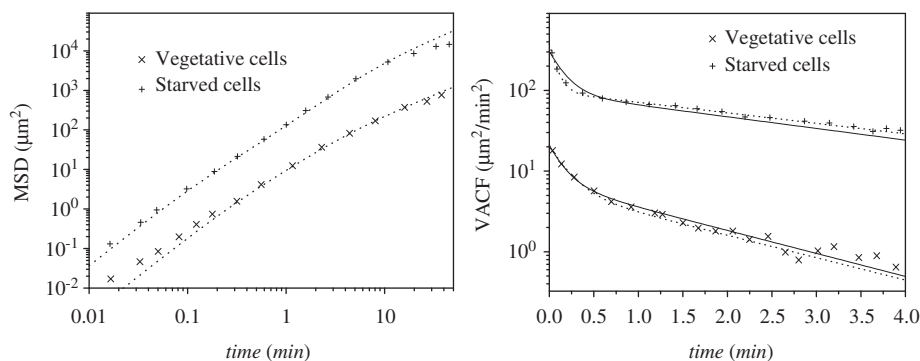 10⁴
10³
10²
10¹
10⁰
10⁻¹
10⁻²
MSD (μm²)
× Vegetative cells
+ Starved cells
0.01 0.1 1 10
time (min)
10²
10¹
10⁰
VACF (μm²/min²)
× Vegetative cells
+ Starved cells
0.0 0.5 1.0 1.5 2.0 2.5 3.0 3.5 4.0
time (min)